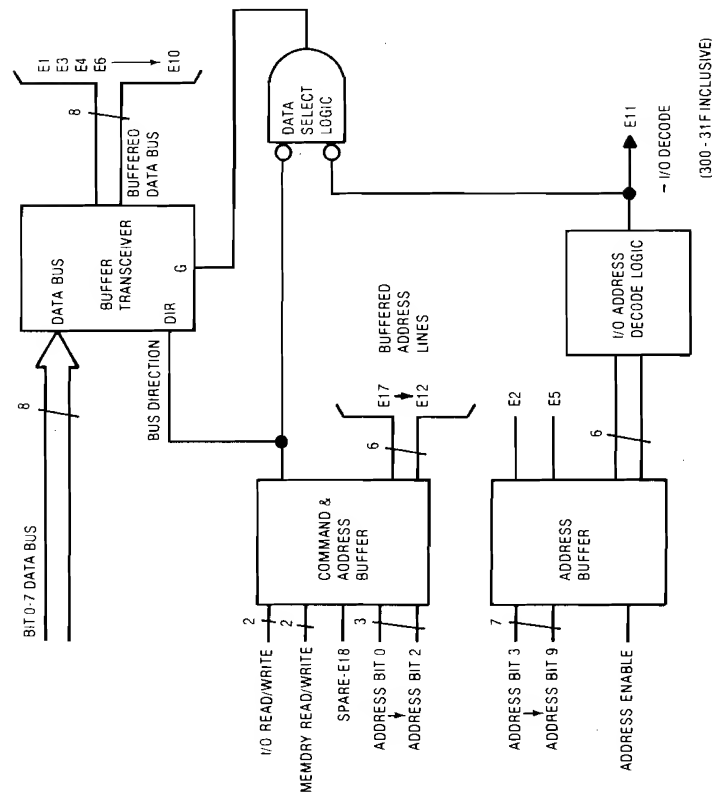 BIT 0-7 DATA BUS
8
DATA BUS
BUFFER
TRANSCEIVER
DIR
G
BUS DIRECTION
8
BUFFERED
DATA BUS
E1
E3
E4
E6 → E10
DATA
SELECT
LOGIC
I/O READ/WRITE
2
MEMORY READ/WRITE
2
SPARE-E18
ADDRESS BIT 0
→
ADDRESS BIT 2
3
COMMAND &
AODRESS
BUFFER
6
E17
→
E12
BUFFERED
ADDRESS
LINES
ADDRESS BIT 3
→
ADDRESS BIT 9
7
ADDRESS ENABLE
ADDRESS
BUFFER
E2
E5
6
I/O ADDRESS
DECODE LOGIC
E11
– I/O DECODE
(300 - 31F INCLUSIVE)